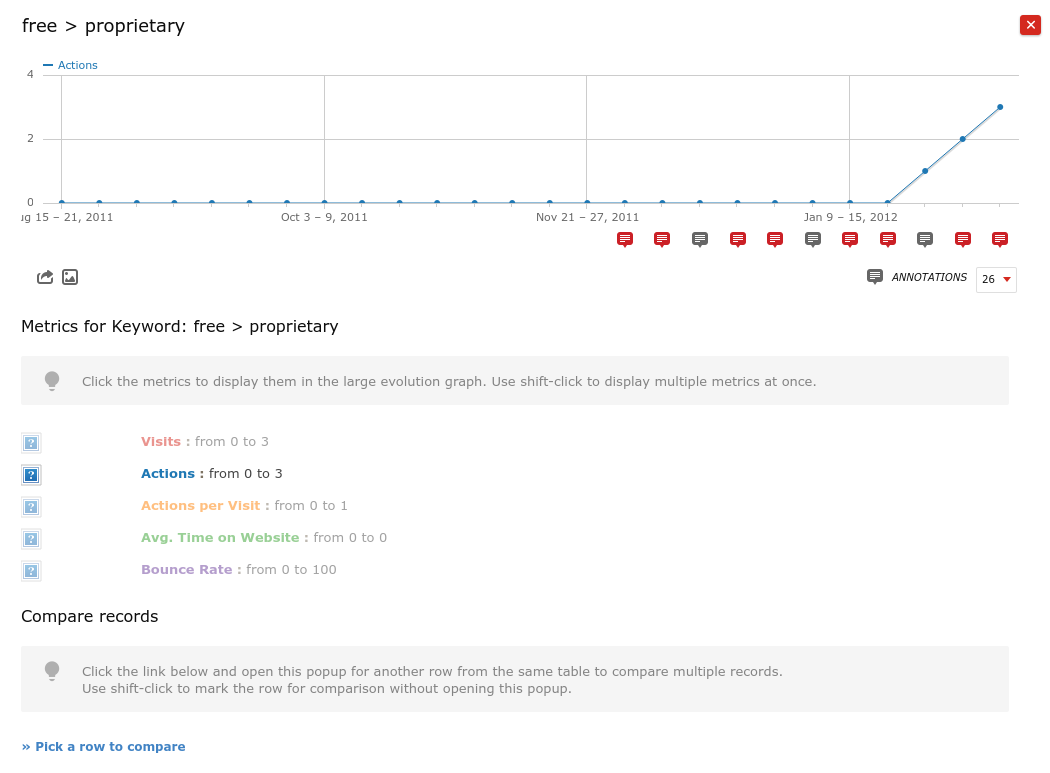 free > proprietary
Actions
4
2
0
ug 15 – 21, 2011 Oct 3 – 9, 2011 Nov 21 – 27, 2011 Jan 9 – 15, 2012
ANNOTATIONS 26
Metrics for Keyword: free > proprietary
Click the metrics to display them in the large evolution graph. Use shift-click to display multiple metrics at once.
? Visits : from 0 to 3
? Actions : from 0 to 3
? Actions per Visit : from 0 to 1
? Avg. Time on Website : from 0 to 0
? Bounce Rate : from 0 to 100
Compare records
Click the link below and open this popup for another row from the same table to compare multiple records.
Use shift-click to mark the row for comparison without opening this popup.
» Pick a row to compare